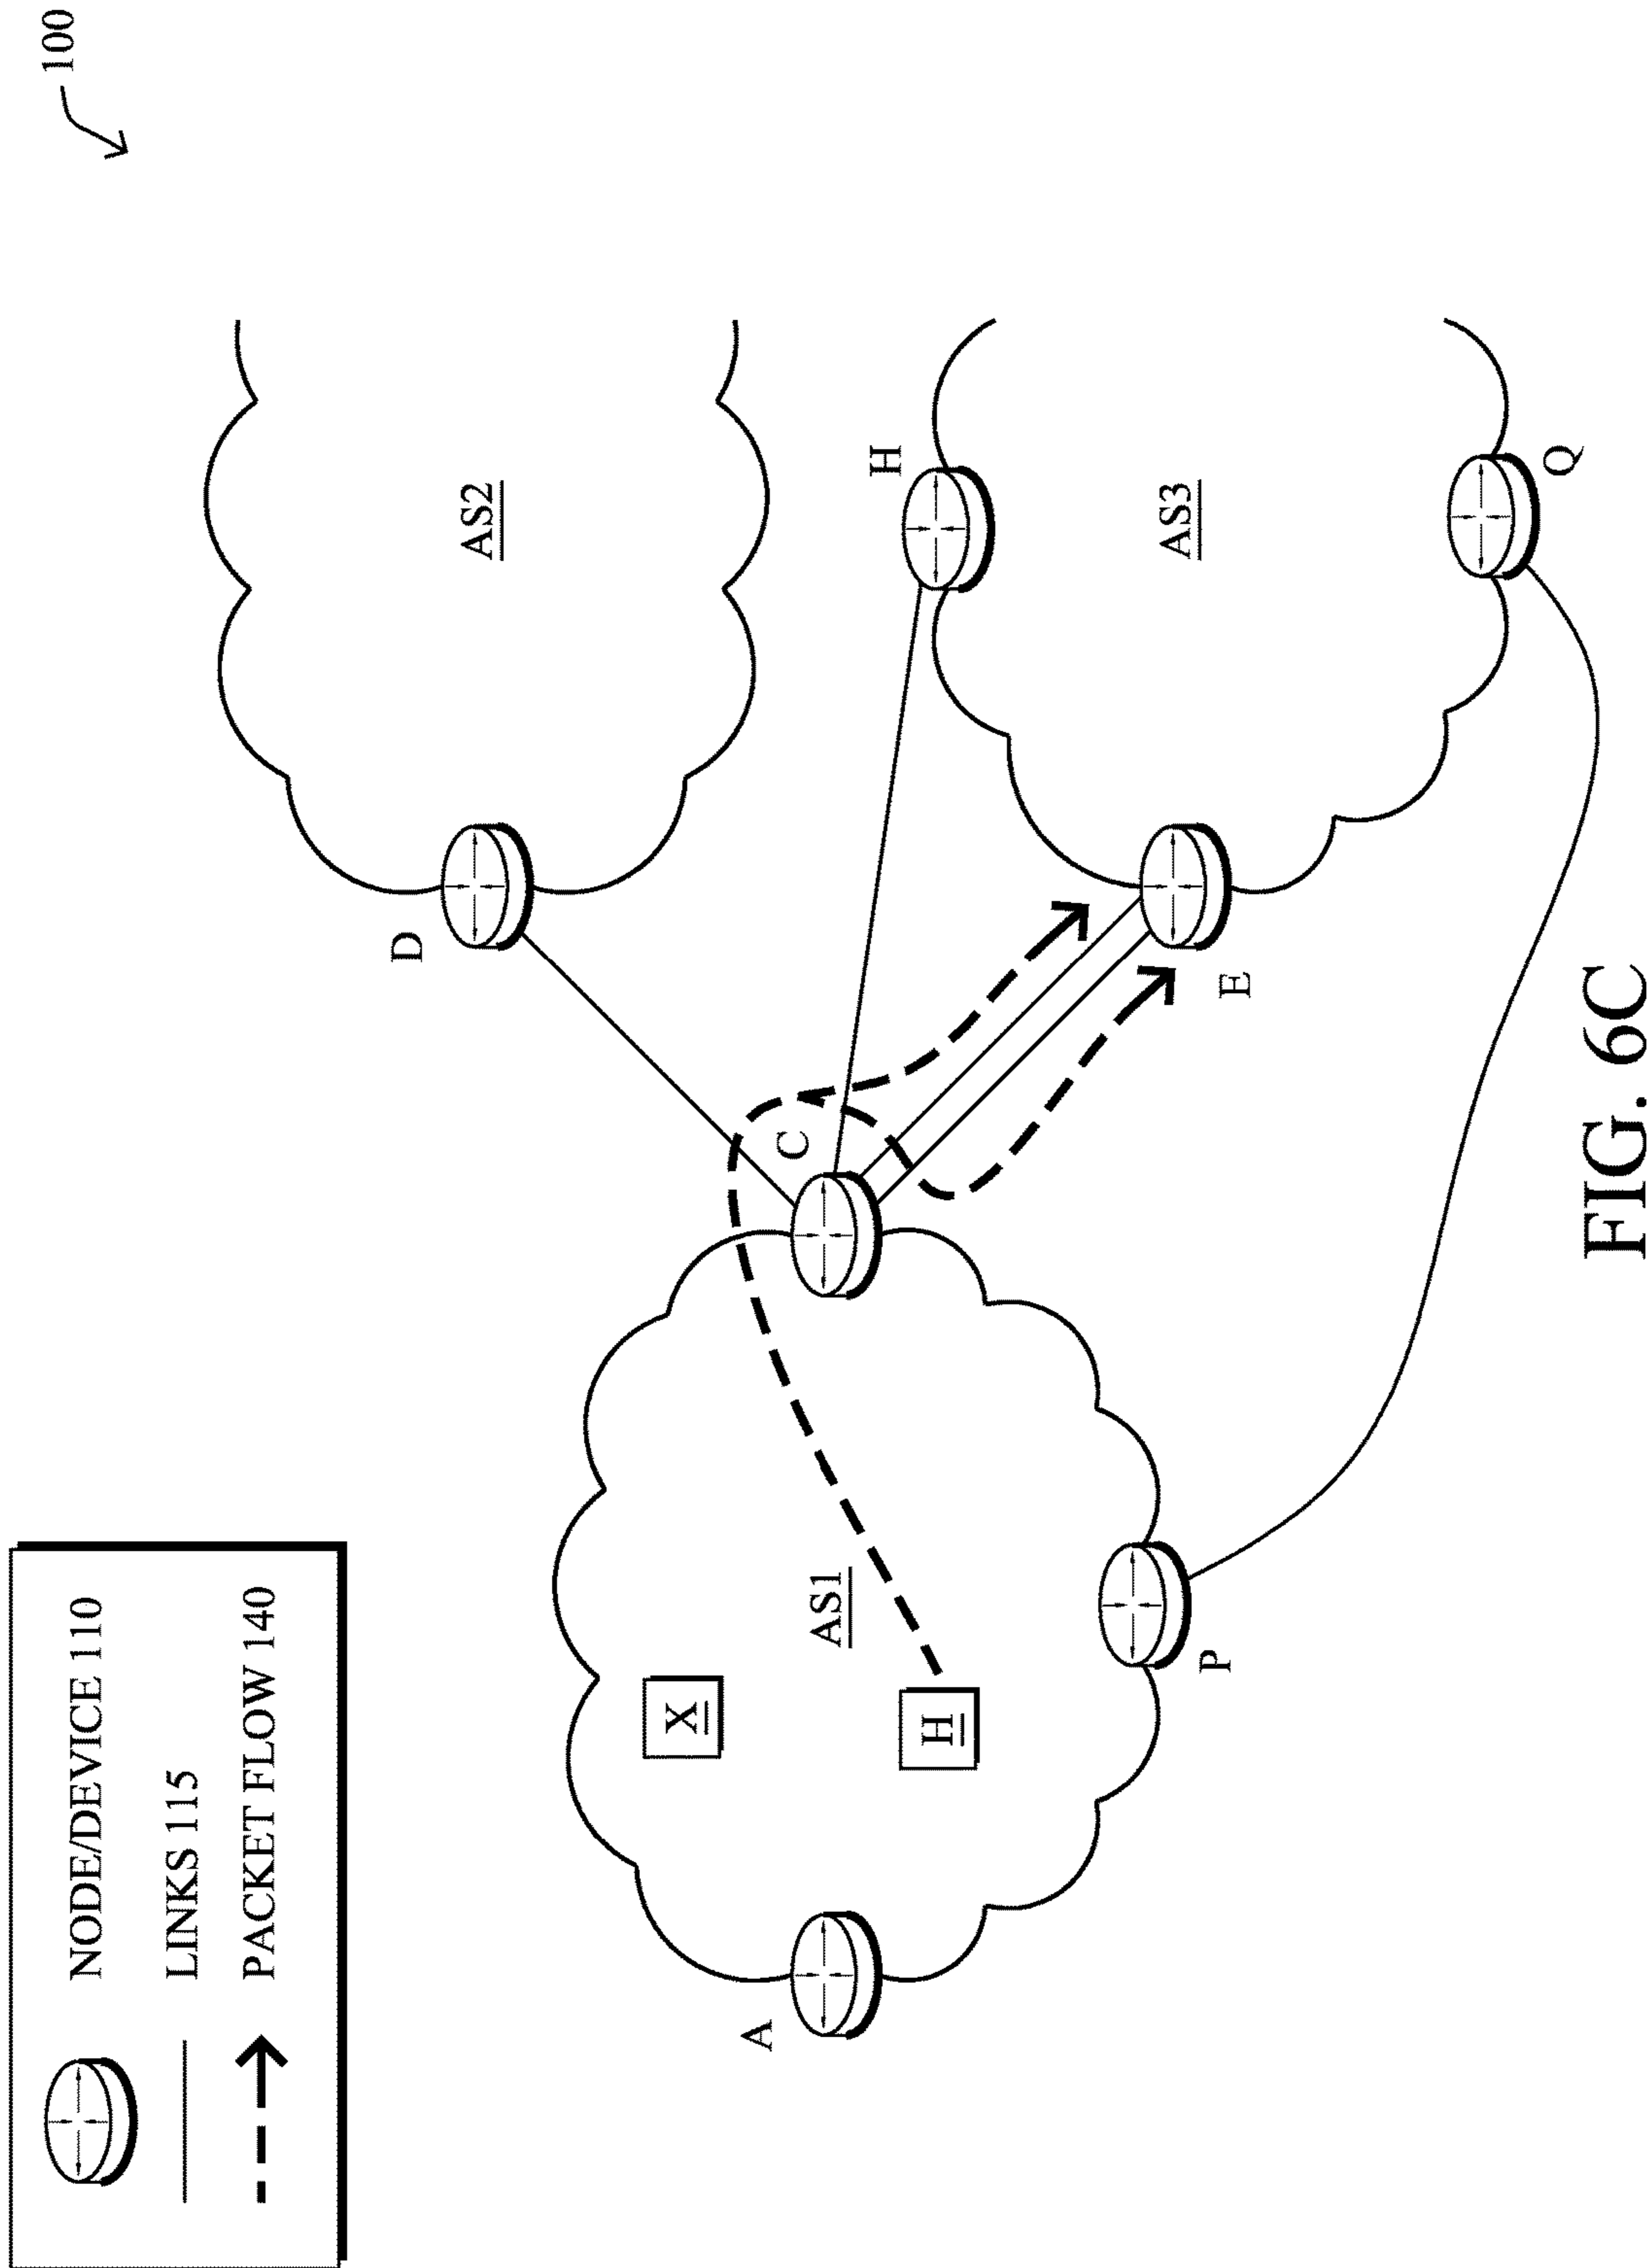 NODE/DEVICE 110
LINKS 115
PACKET FLOW 140
100
A
X
H
AS1
P
C
D
AS2
H
E
AS3
Q
FIG. 6C